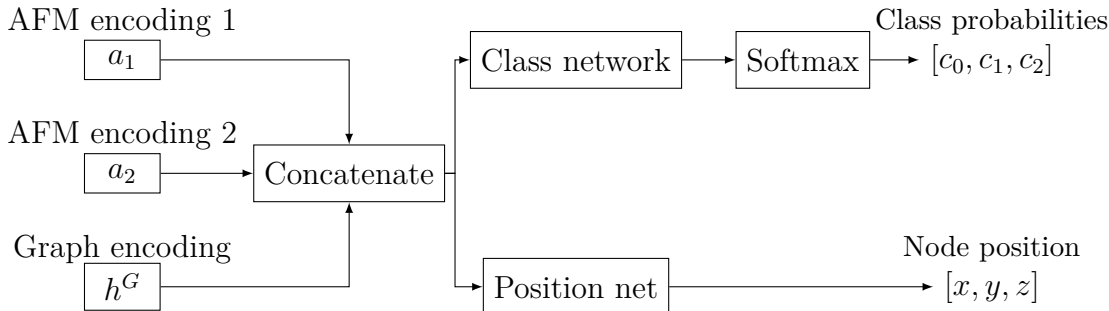 AFM encoding 1
a₁
AFM encoding 2
a₂
Graph encoding
hᴳ
Concatenate
Class network
Softmax
Class probabilities
[c₀, c₁, c₂]
Position net
Node position
[x, y, z]